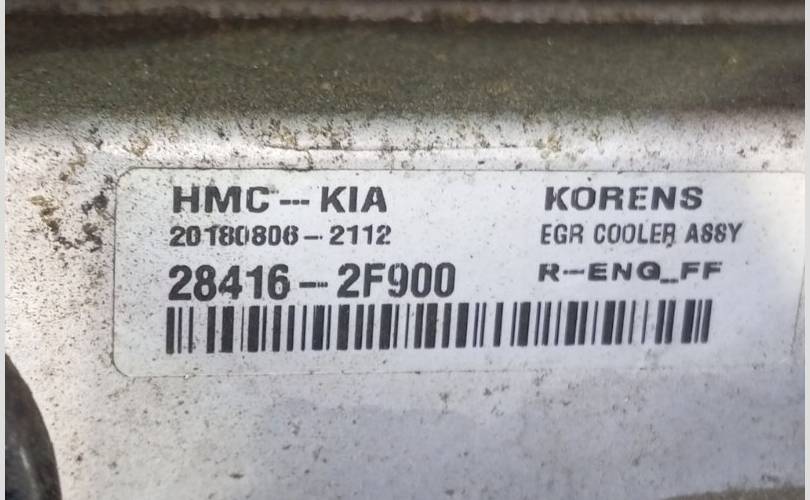 HMC--KIA
20180806-2112
28416-2F900
KORENS
EGR COOLER ASSY
R-ENG_FF